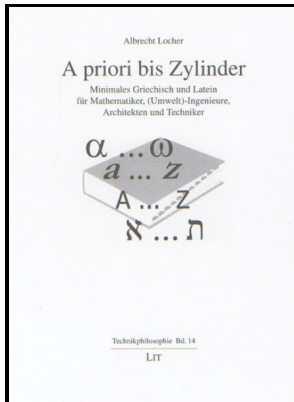 Albrecht Locher
A priori bis Zylinder
Minimales Griechisch und Latein
für Mathematiker, (Umwelt)-Ingenieure,
Architekten und Techniker
α ... ω
a ... z
A ... Z
א ... ת
Technikphilosophie Bd. 14
LIT